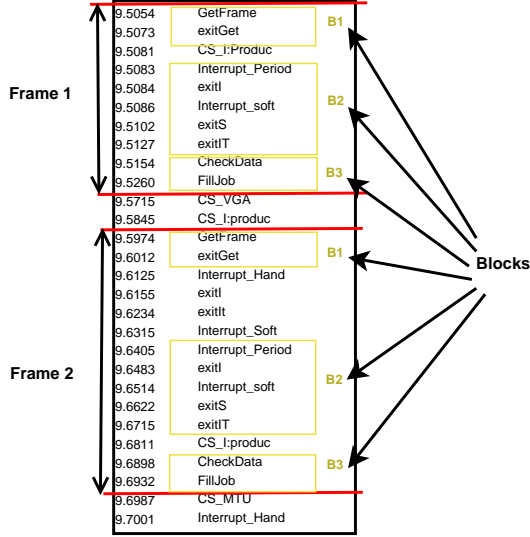 9.5054 GetFrame
B1
9.5073 exitGet
9.5081 CS_I:Produc
9.5083 Interrupt_Period
9.5084 exitI
Frame 1
9.5086 Interrupt_soft B2
9.5102 exitS
9.5127 exitIT
9.5154 CheckData
B3
9.5260 FillJob
9.5715 CS_VGA
9.5845 CS_I:produc
9.5974 GetFrame
B1
9.6012 exitGet
Blocks
9.6125 Interrupt_Hand
9.6155 exitI
9.6234 exitIt
9.6315 Interrupt_Soft
9.6405 Interrupt_Period
9.6483 exitI
Frame 2
B2
9.6514 Interrupt_soft
9.6622 exitS
9.6715 exitIT
9.6811 CS_I:produc
9.6898 CheckData
B3
9.6932 FillJob
9.6987 CS_MTU
9.7001 Interrupt_Hand